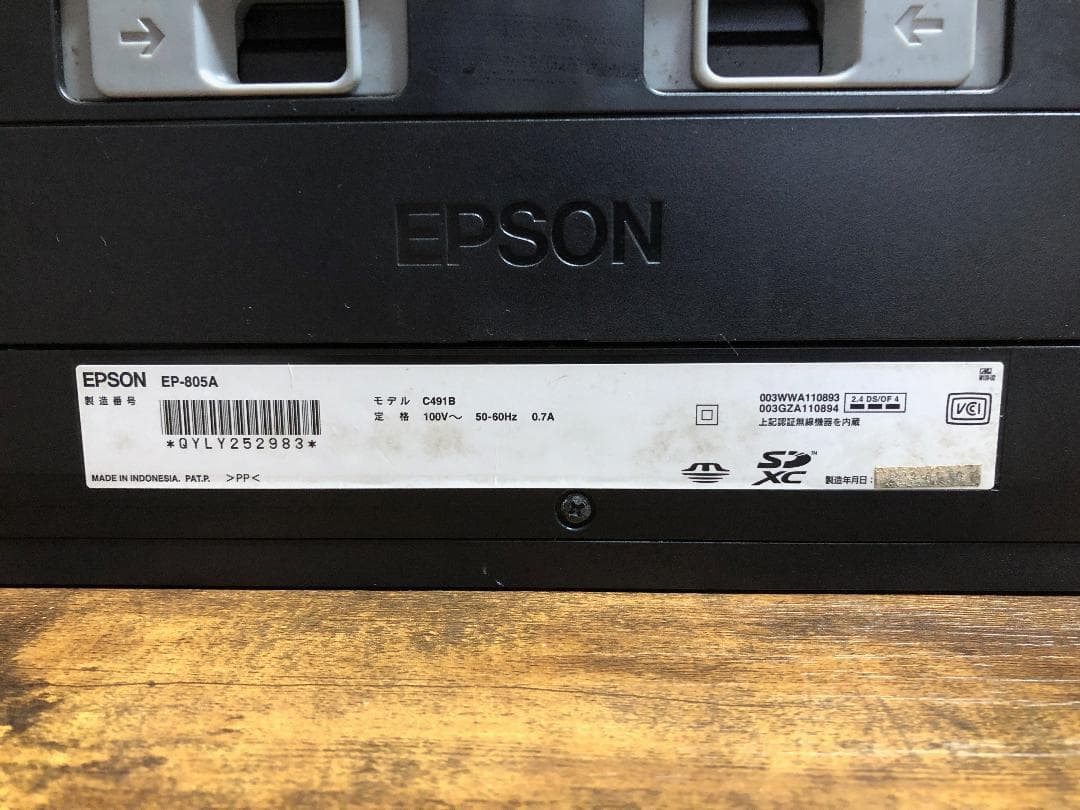 EPSON
EPSON EP-805A
製造番号
*QYLY252983*
モデル C491B
定 格 100V～ 50-60Hz 0.7A
003WWA110893
003GZA110894
2.4 DS/OF 4
上記認証無線機器を内蔵
VCI
SD XC TM
製造年月日:
MADE IN INDONESIA. PAT.P. >PP<